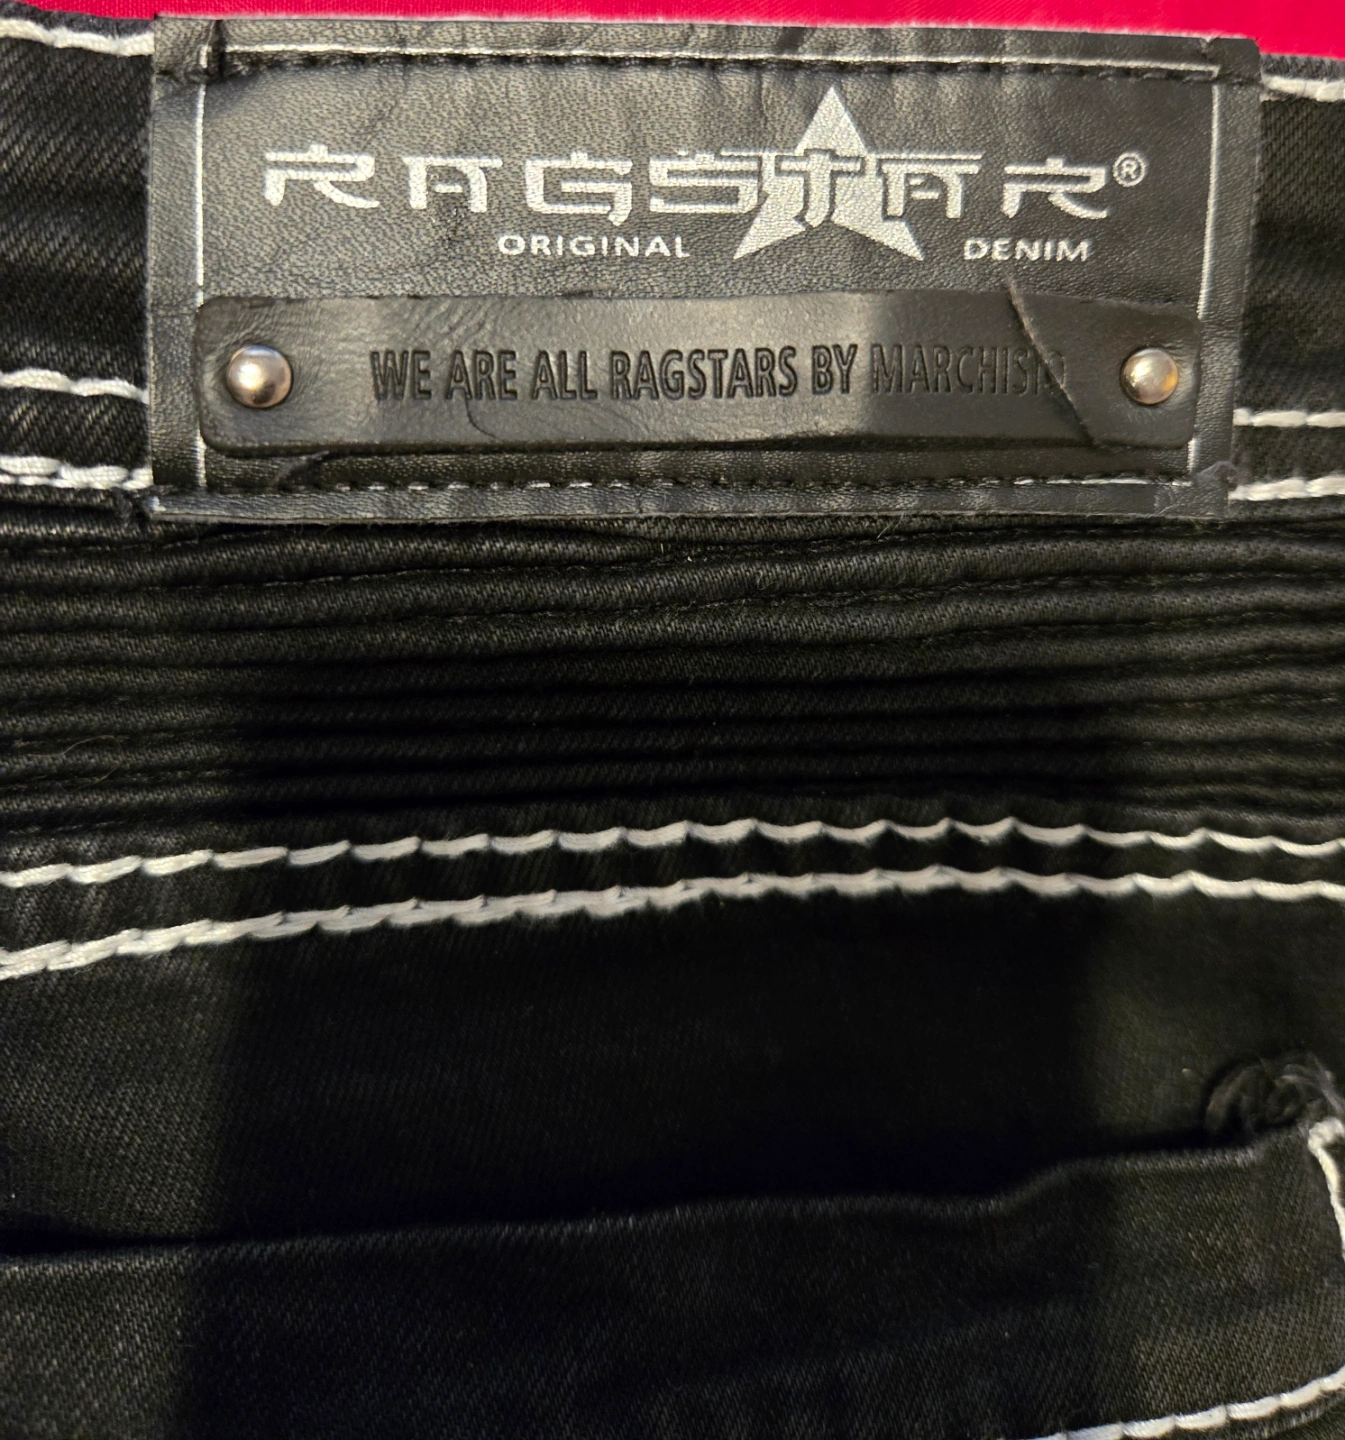 RAGSTAR®
ORIGINAL DENIM
WE ARE ALL RAGSTARS BY MARCHISIO